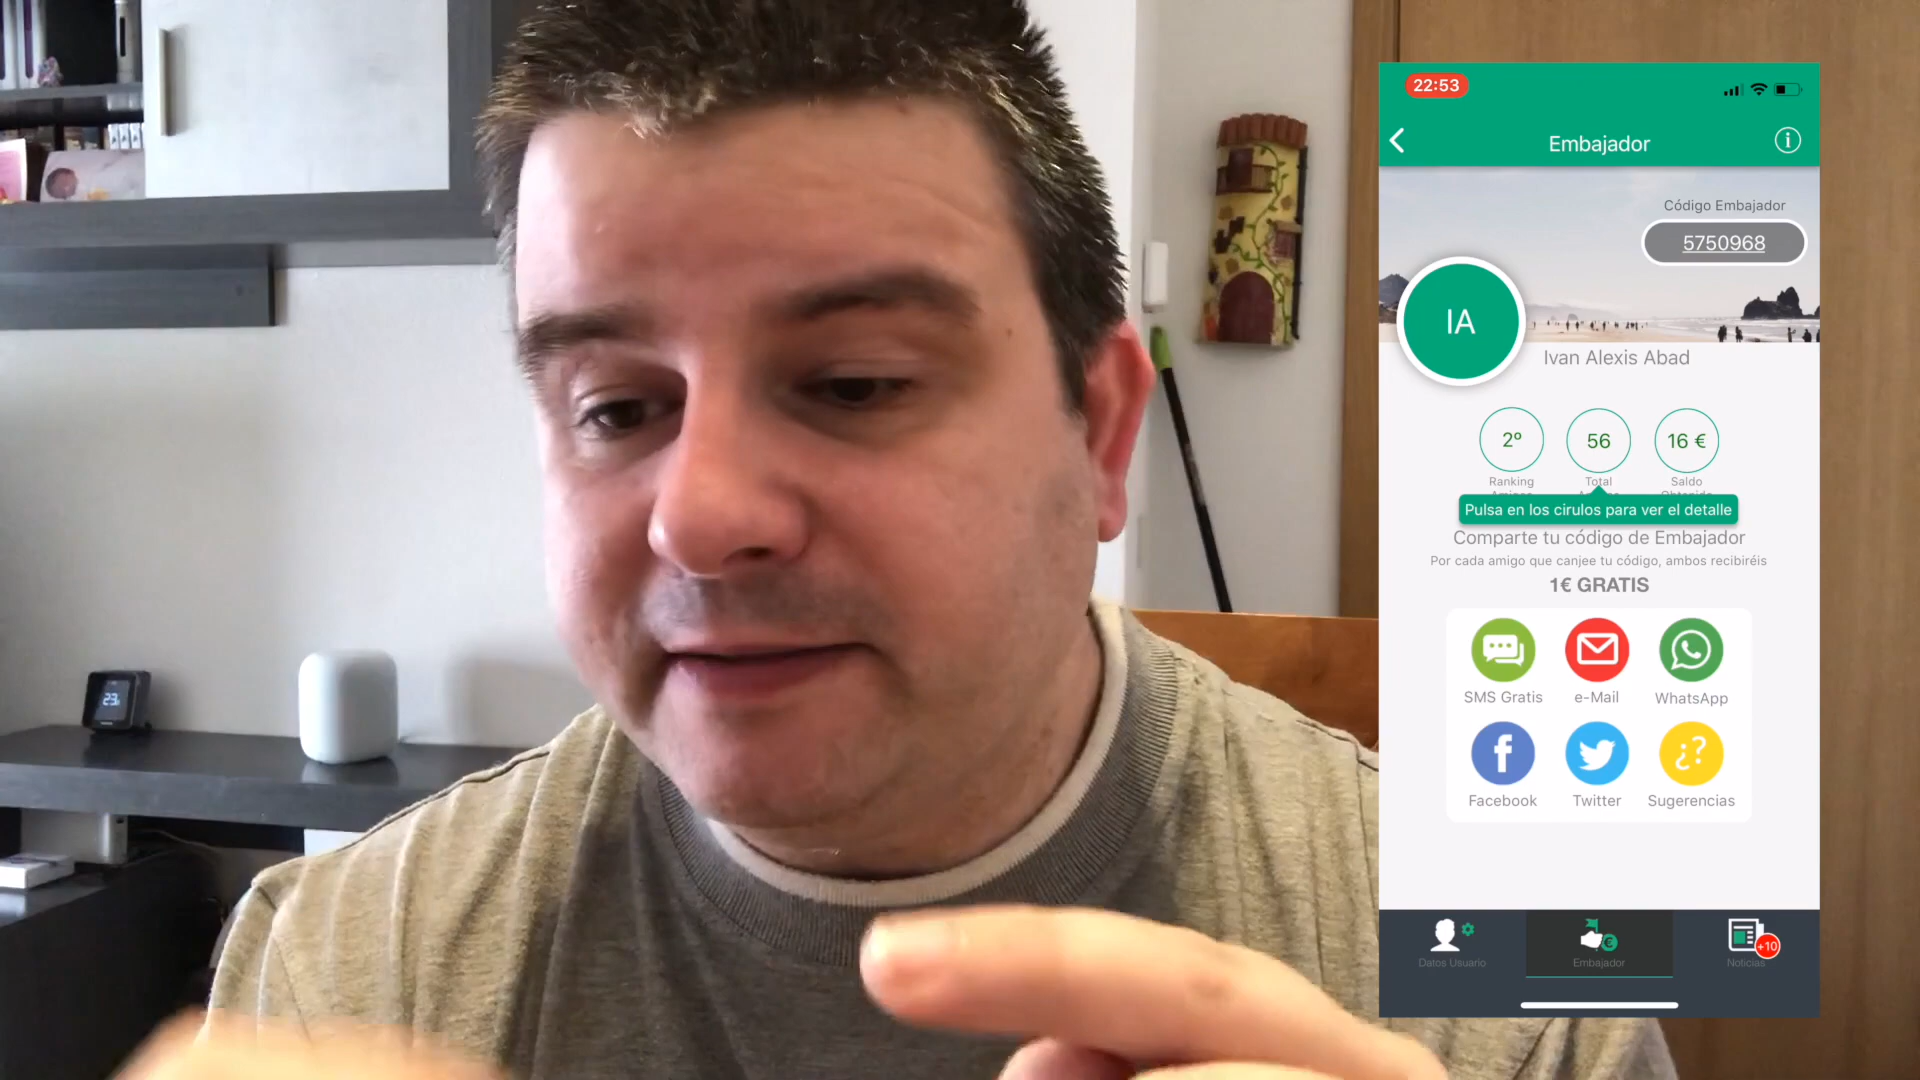 23
22:53
Embajador
Código Embajador
5750968
IA
Ivan Alexis Abad
2º
56
16 €
Ranking
Total
Saldo
Pulsa en los cirulos para ver el detalle
Comparte tu código de Embajador
Por cada amigo que canjee tu código, ambos recibiréis
1€ GRATIS
SMS Gratis
e-Mail
WhatsApp
¿?
Facebook
Twitter
Sugerencias
+10
Datos Usuario
Embajador
Noticias